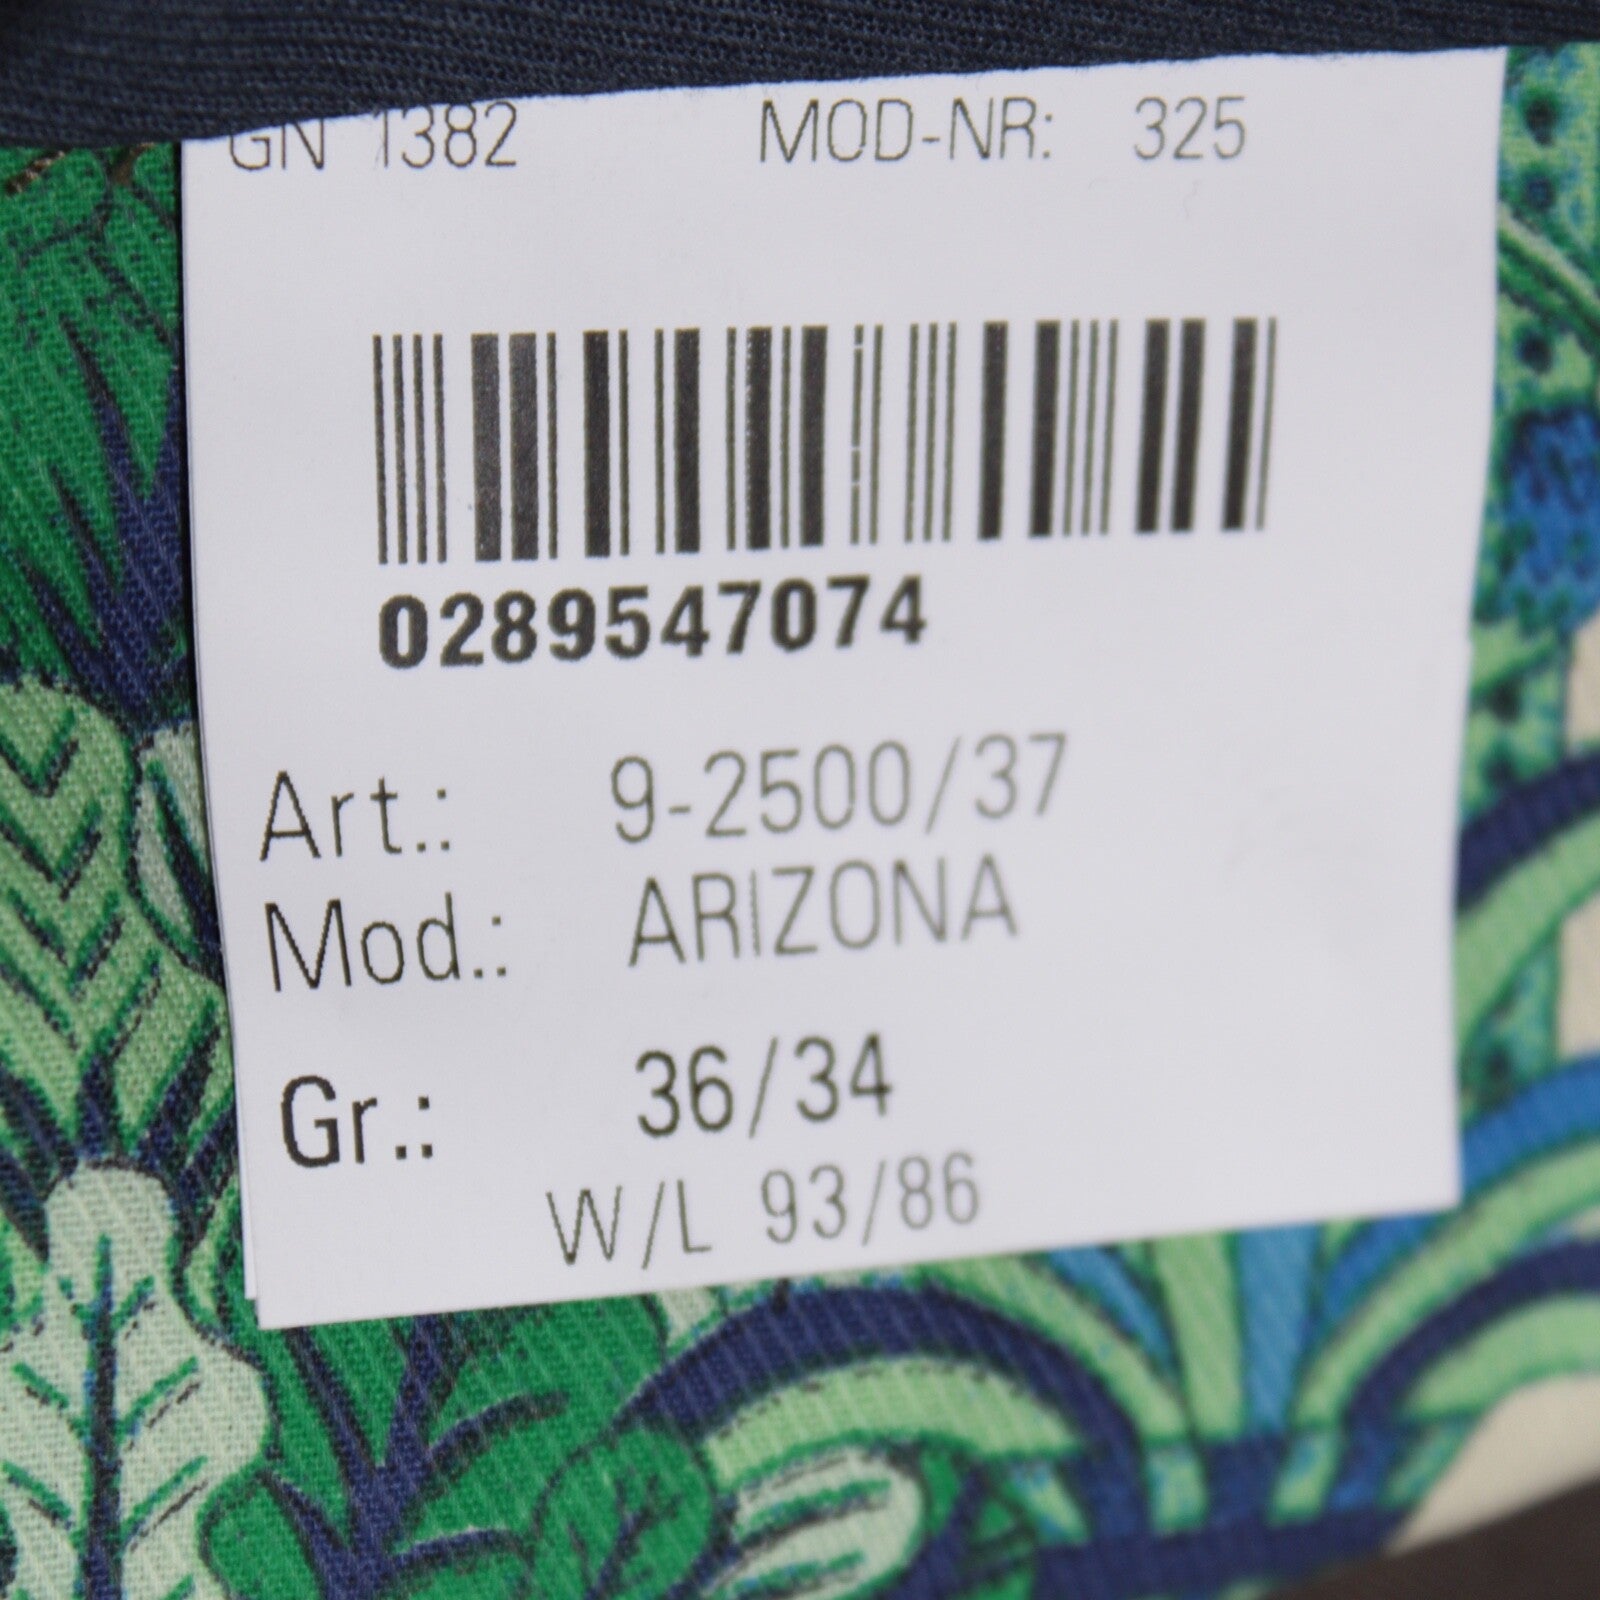 GN 1382 MOD-NR: 325
0289547074
Art.: 9-2500/37
Mod.: ARIZONA
Gr.: 36/34
W/L 93/86